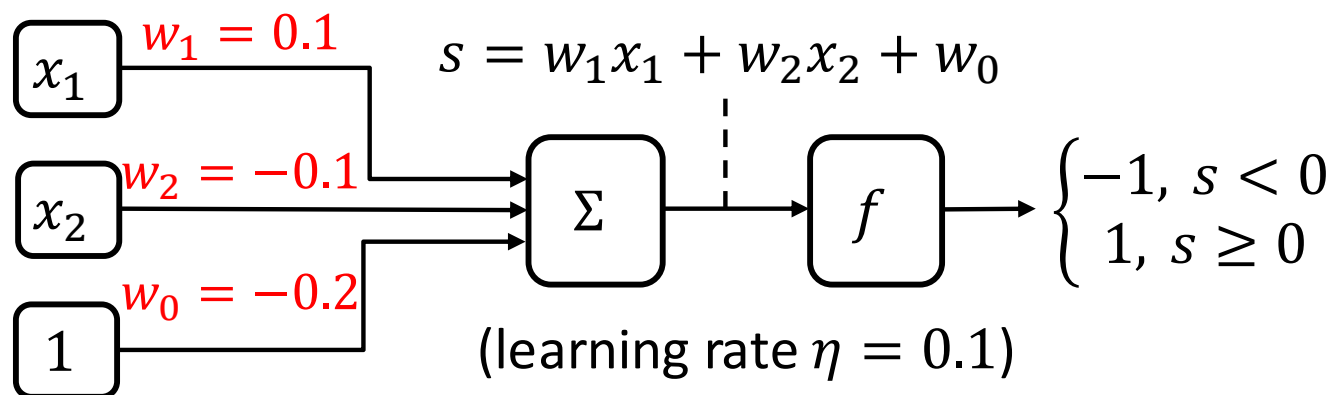 x₁
w₁ = 0.1
s = w₁x₁ + w₂x₂ + w₀
x₂
w₂ = −0.1
Σ
f
−1, s < 0
1, s ≥ 0
1
w₀ = −0.2
(learning rate η = 0.1)